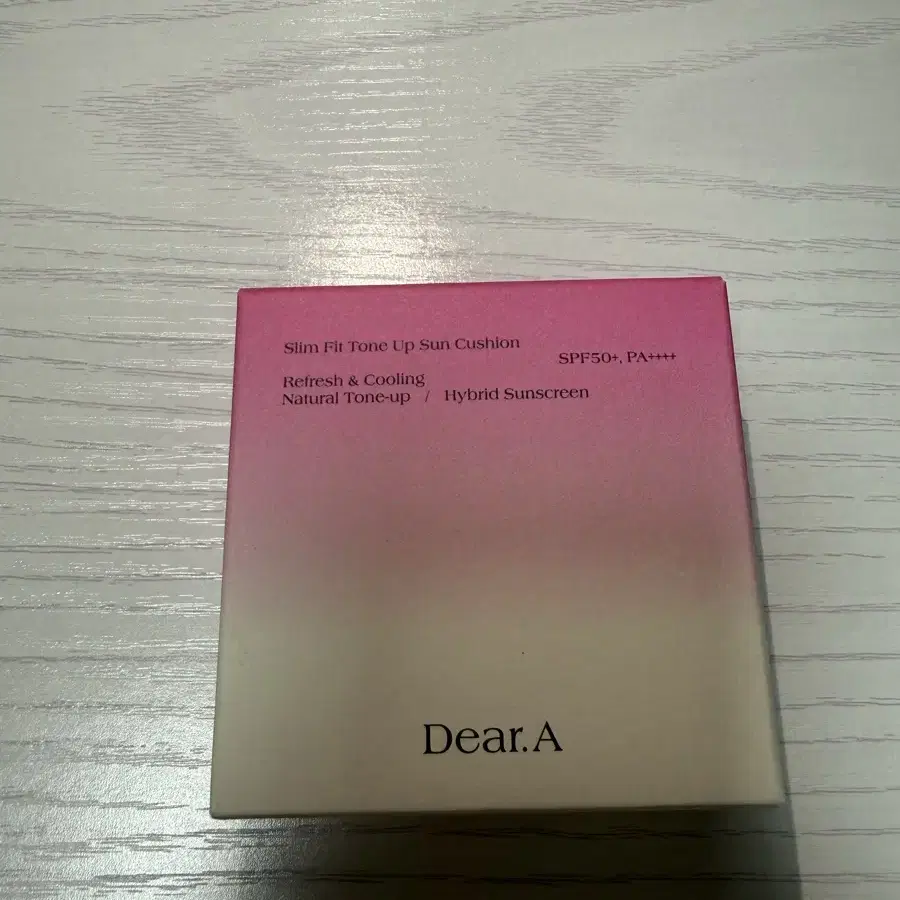 Slim Fit Tone Up Sun Cushion
SPF50+, PA++++
Refresh & Cooling
Natural Tone-up / Hybrid Sunscreen
Dear.A